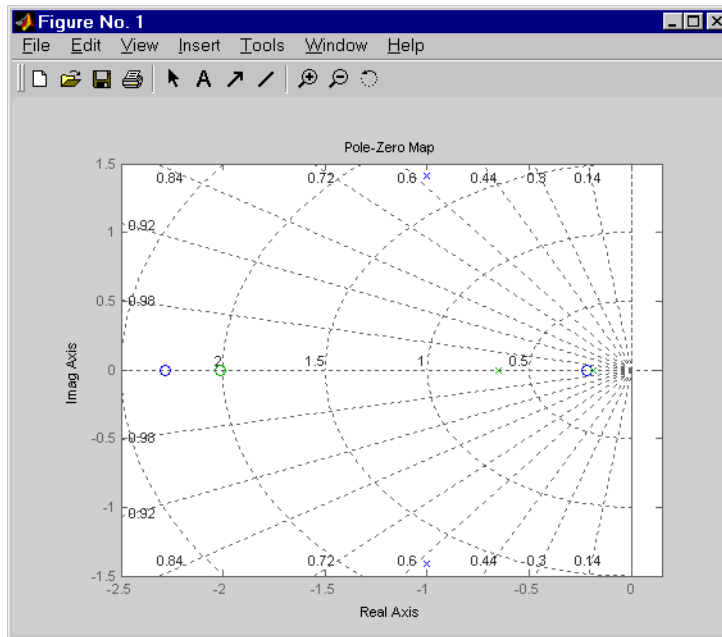 Figure No. 1
File Edit View Insert Tools Window Help
A
Pole-Zero Map
1.5
0.84 0.72 0.6 0.44 0.3 0.14
0.92
1
0.98
0.5
2 1.5 1 0.5
0
Imag Axis
-0.5
0.98
-1
0.92
0.84 0.72 0.6 0.44 0.3 0.14
-1.5
-2.5 -2 -1.5 -1 -0.5 0
Real Axis